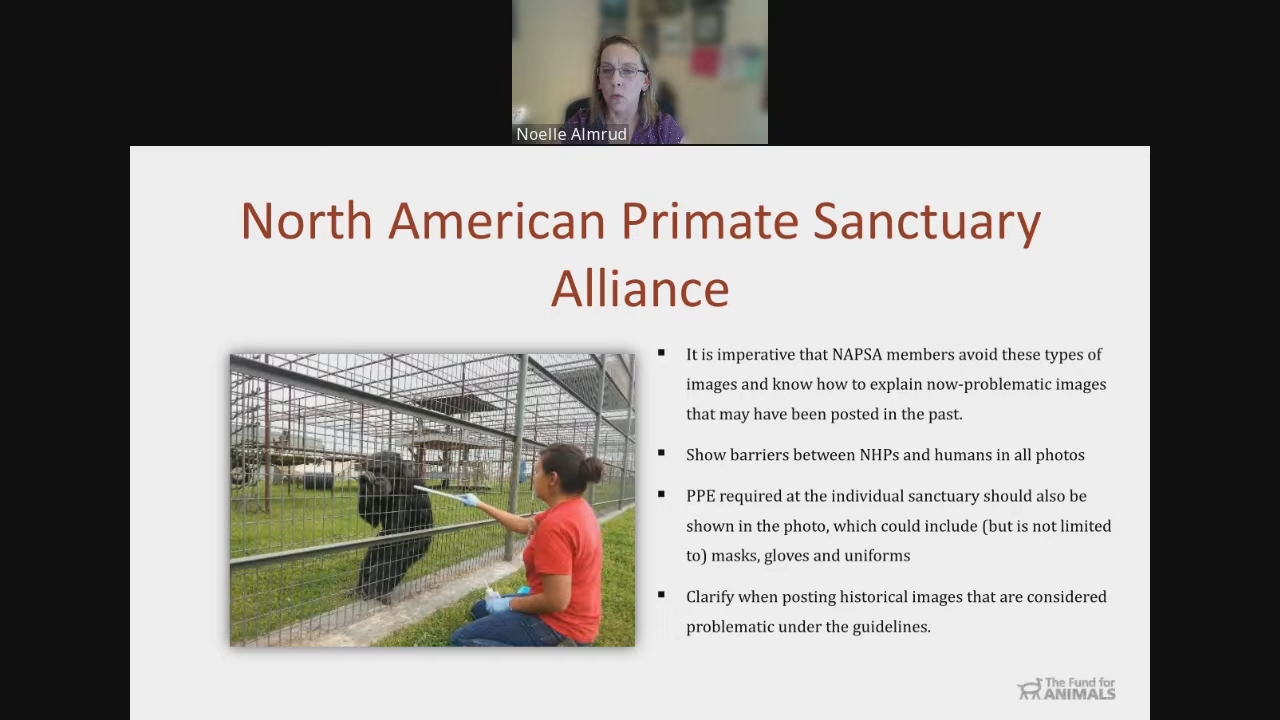 Noelle Almrud
North American Primate Sanctuary
Alliance
▪ It is imperative that NAPSA members avoid these types of
images and know how to explain now-problematic images
that may have been posted in the past.
▪ Show barriers between NHPs and humans in all photos
▪ PPE required at the individual sanctuary should also be
shown in the photo, which could include (but is not limited
to) masks, gloves and uniforms
▪ Clarify when posting historical images that are considered
problematic under the guidelines.
The Fund for
ANIMALS